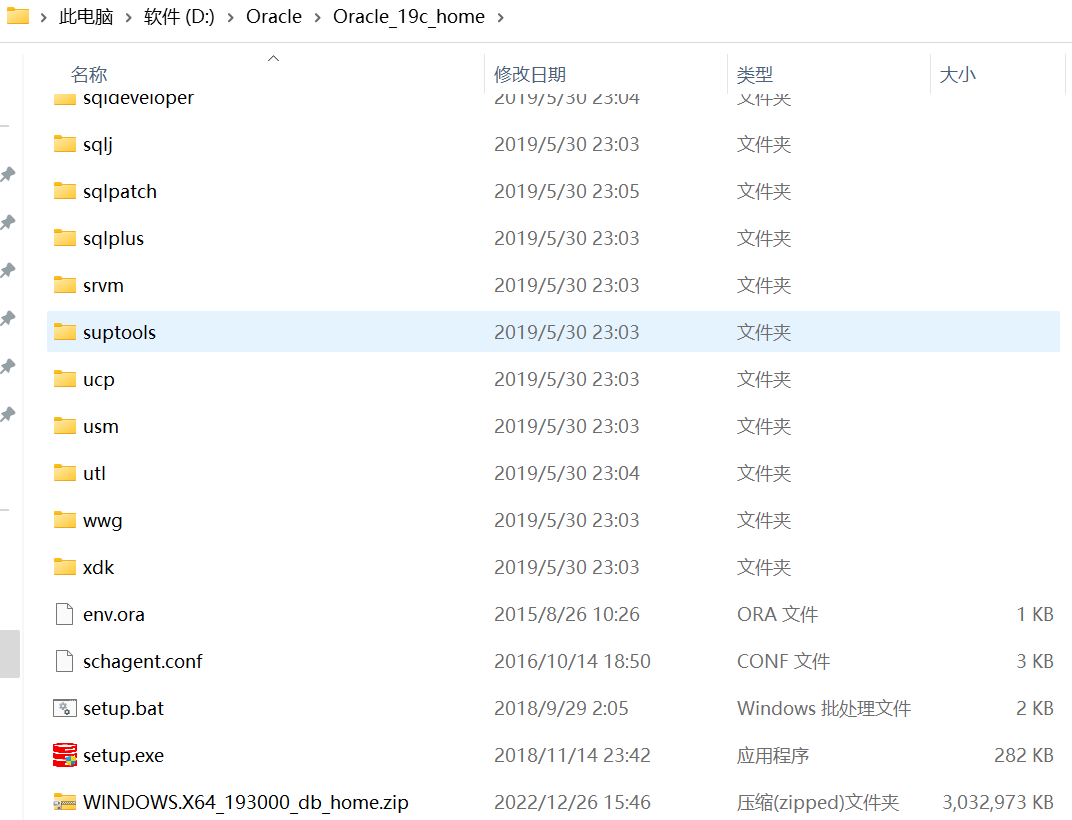 此电脑 软件 (D:) Oracle Oracle_19c_home
名称 修改日期 类型 大小
sqldeveloper 2019/5/30 23:04 文件夹
sqlj 2019/5/30 23:03 文件夹
sqlpatch 2019/5/30 23:05 文件夹
sqlplus 2019/5/30 23:03 文件夹
srvm 2019/5/30 23:03 文件夹
suptools 2019/5/30 23:03 文件夹
ucp 2019/5/30 23:03 文件夹
usm 2019/5/30 23:03 文件夹
utl 2019/5/30 23:04 文件夹
wwg 2019/5/30 23:03 文件夹
xdk 2019/5/30 23:03 文件夹
env.ora 2015/8/26 10:26 ORA 文件 1 KB
schagent.conf 2016/10/14 18:50 CONF 文件 3 KB
setup.bat 2018/9/29 2:05 Windows 批处理文件 2 KB
setup.exe 2018/11/14 23:42 应用程序 282 KB
WINDOWS.X64_193000_db_home.zip 2022/12/26 15:46 压缩(zipped)文件夹 3,032,973 KB